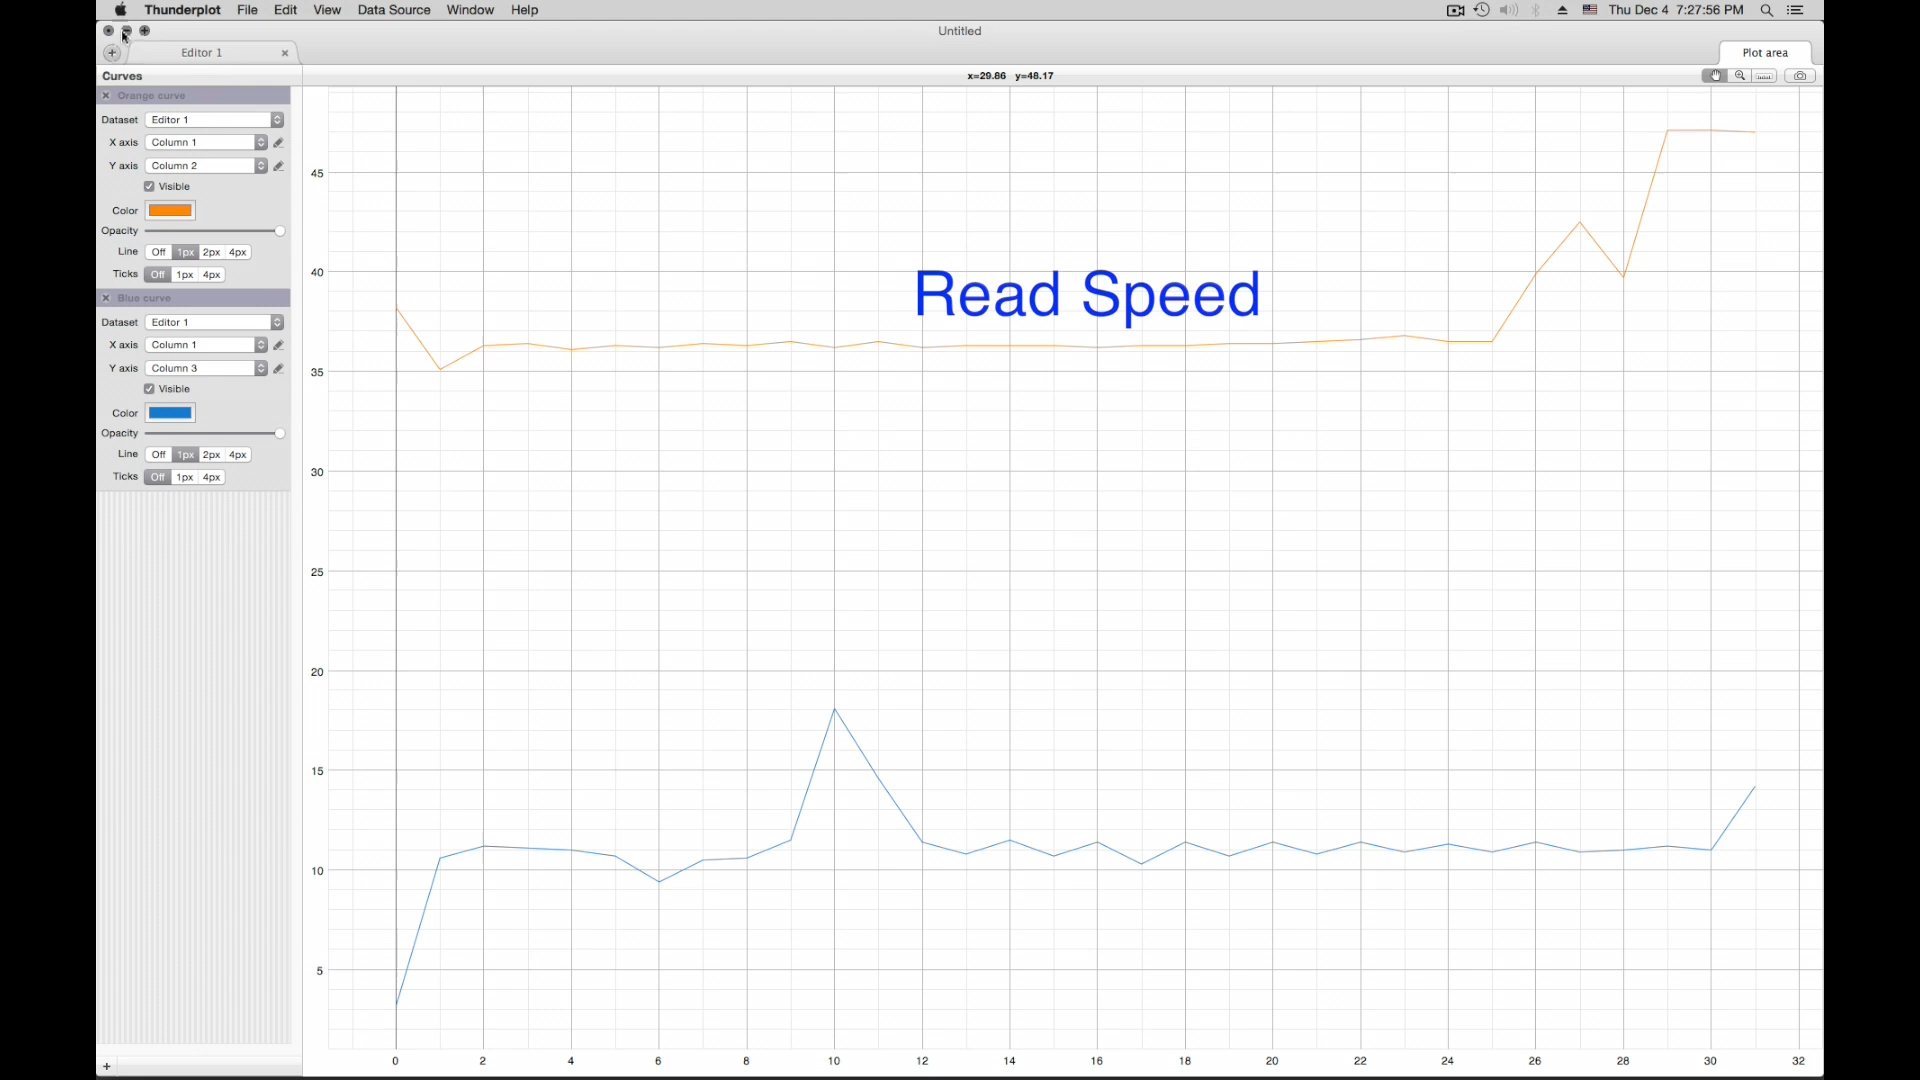 Thunderplot File Edit View Data Source Window Help Thu Dec 4 7:27:56 PM
Untitled
Editor 1 Plot area
Curves x=29.86 y=48.17
Orange curve
Dataset Editor 1
X axis Column 1
Y axis Column 2
Visible
Color
Opacity
Line Off 1px 2px 4px
Ticks Off 1px 4px
Blue curve
Dataset Editor 1
X axis Column 1
Y axis Column 3
Visible
Color
Opacity
Line Off 1px 2px 4px
Ticks Off 1px 4px
Read Speed
45
40
35
30
25
20
15
10
5
0 2 4 6 8 10 12 14 16 18 20 22 24 26 28 30 32